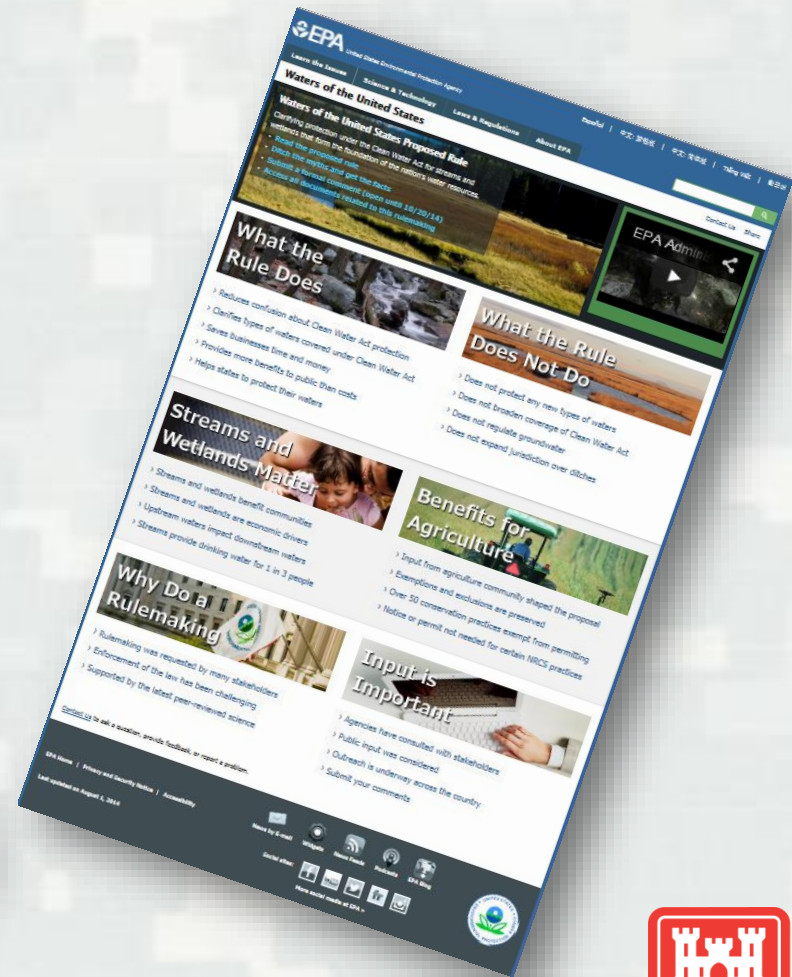 EPA United States Environmental Protection Agency
Learn the Issues
Science & Technology
Laws & Regulations
About EPA
Español | 中文: 繁體版 | 中文: 简体版 | Tiếng Việt | 한국어
Waters of the United States
Contact Us Share
Waters of the United States Proposed Rule
Clarifying protection under the Clean Water Act for streams and
wetlands that form the foundation of the nation's water resources.
• Read the proposed rule
• Ditch the myths and get the facts
• Submit a formal comment (open until 10/20/14)
• Access all documents related to this rulemaking
EPA Admini
What the
Rule Does
› Reduces confusion about Clean Water Act protection
› Clarifies types of waters covered under Clean Water Act
› Saves businesses time and money
› Provides more benefits to public than costs
› Helps states to protect their waters
What the Rule
Does Not Do
› Does not protect any new types of waters
› Does not broaden coverage of Clean Water Act
› Does not regulate groundwater
› Does not expand jurisdiction over ditches
Streams and
Wetlands Matter
› Streams and wetlands benefit communities
› Streams and wetlands are economic drivers
› Upstream waters impact downstream waters
› Streams provide drinking water for 1 in 3 people
Benefits for
Agriculture
› Input from agriculture community shaped the proposal
› Exemptions and exclusions are preserved
› Over 50 conservation practices exempt from permitting
› Notice or permit not needed for certain NRCS practices
Why Do a
Rulemaking
› Rulemaking was requested by many stakeholders
› Enforcement of the law has been challenging
› Supported by the latest peer-reviewed science
Input is
Important
› Agencies have consulted with stakeholders
› Public input was considered
› Outreach is underway across the country
› Submit your comments
Contact Us to ask a question, provide feedback, or report a problem.
EPA Home | Privacy and Security Notice | Accessibility
Last updated on August 1, 2014
News by E-mail
Widgets
News Feeds
Podcasts
EPA Blog
Social sites:
More social media at EPA »